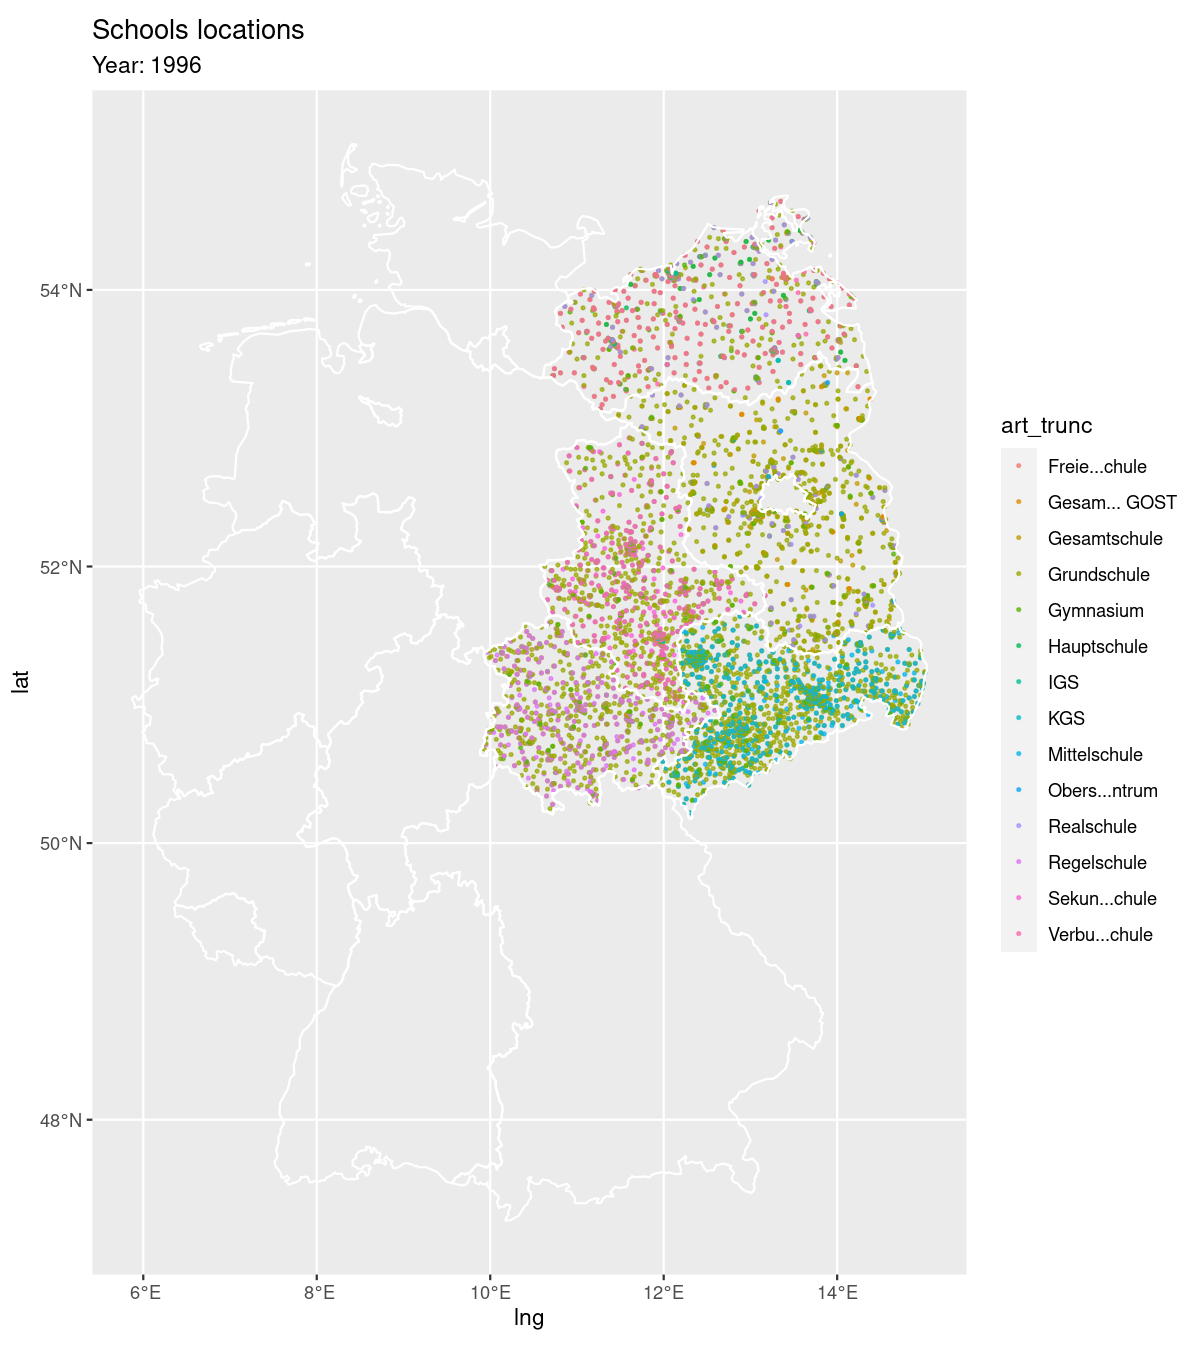 Schools locations
Year: 1996
54°N
52°N
50°N
48°N
lat
6°E
8°E
10°E
12°E
14°E
lng
art_trunc
Freie...chule
Gesam... GOST
Gesamtschule
Grundschule
Gymnasium
Hauptschule
IGS
KGS
Mittelschule
Obers...ntrum
Realschule
Regelschule
Sekun...chule
Verbu...chule